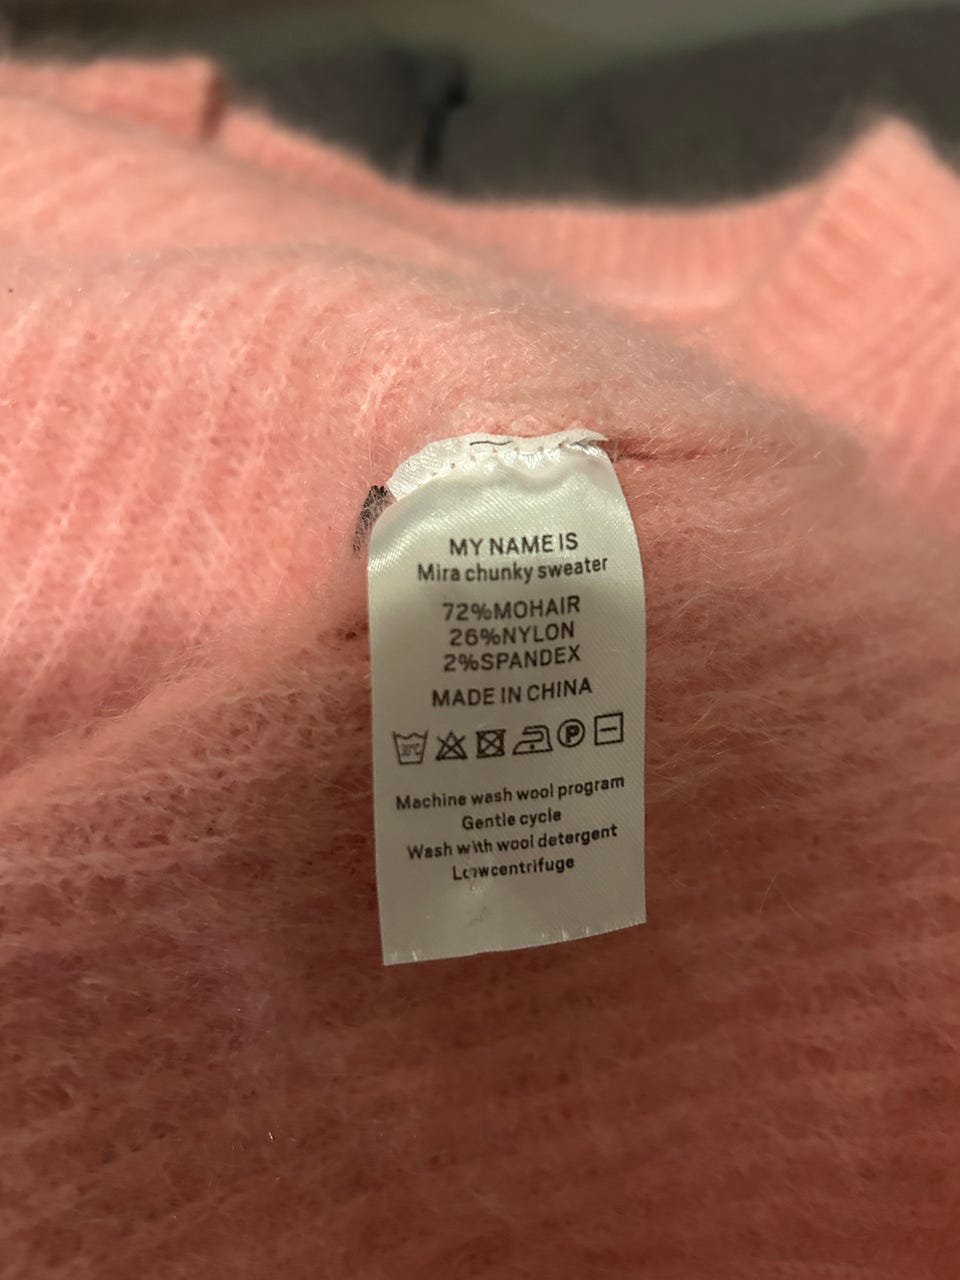 MY NAME IS
Mira chunky sweater
72%MOHAIR
26%NYLON
2%SPANDEX
MADE IN CHINA
30°C P
Machine wash wool program
Gentle cycle
Wash with wool detergent
Lowcentrifuge